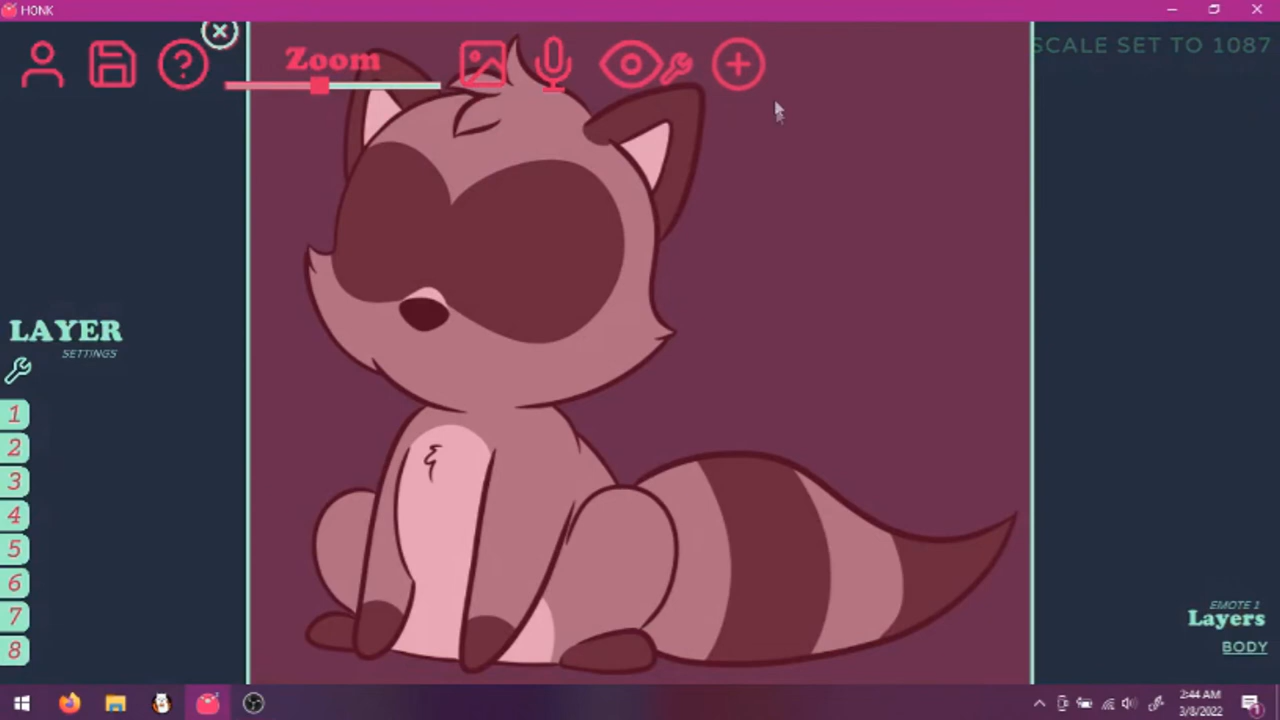 HONK
SCALE SET TO 1087
Zoom
LAYER
SETTINGS
1
2
3
4
5
6
7
8
EMOTE 1
Layers
BODY
2:44 AM
3/8/2022
1